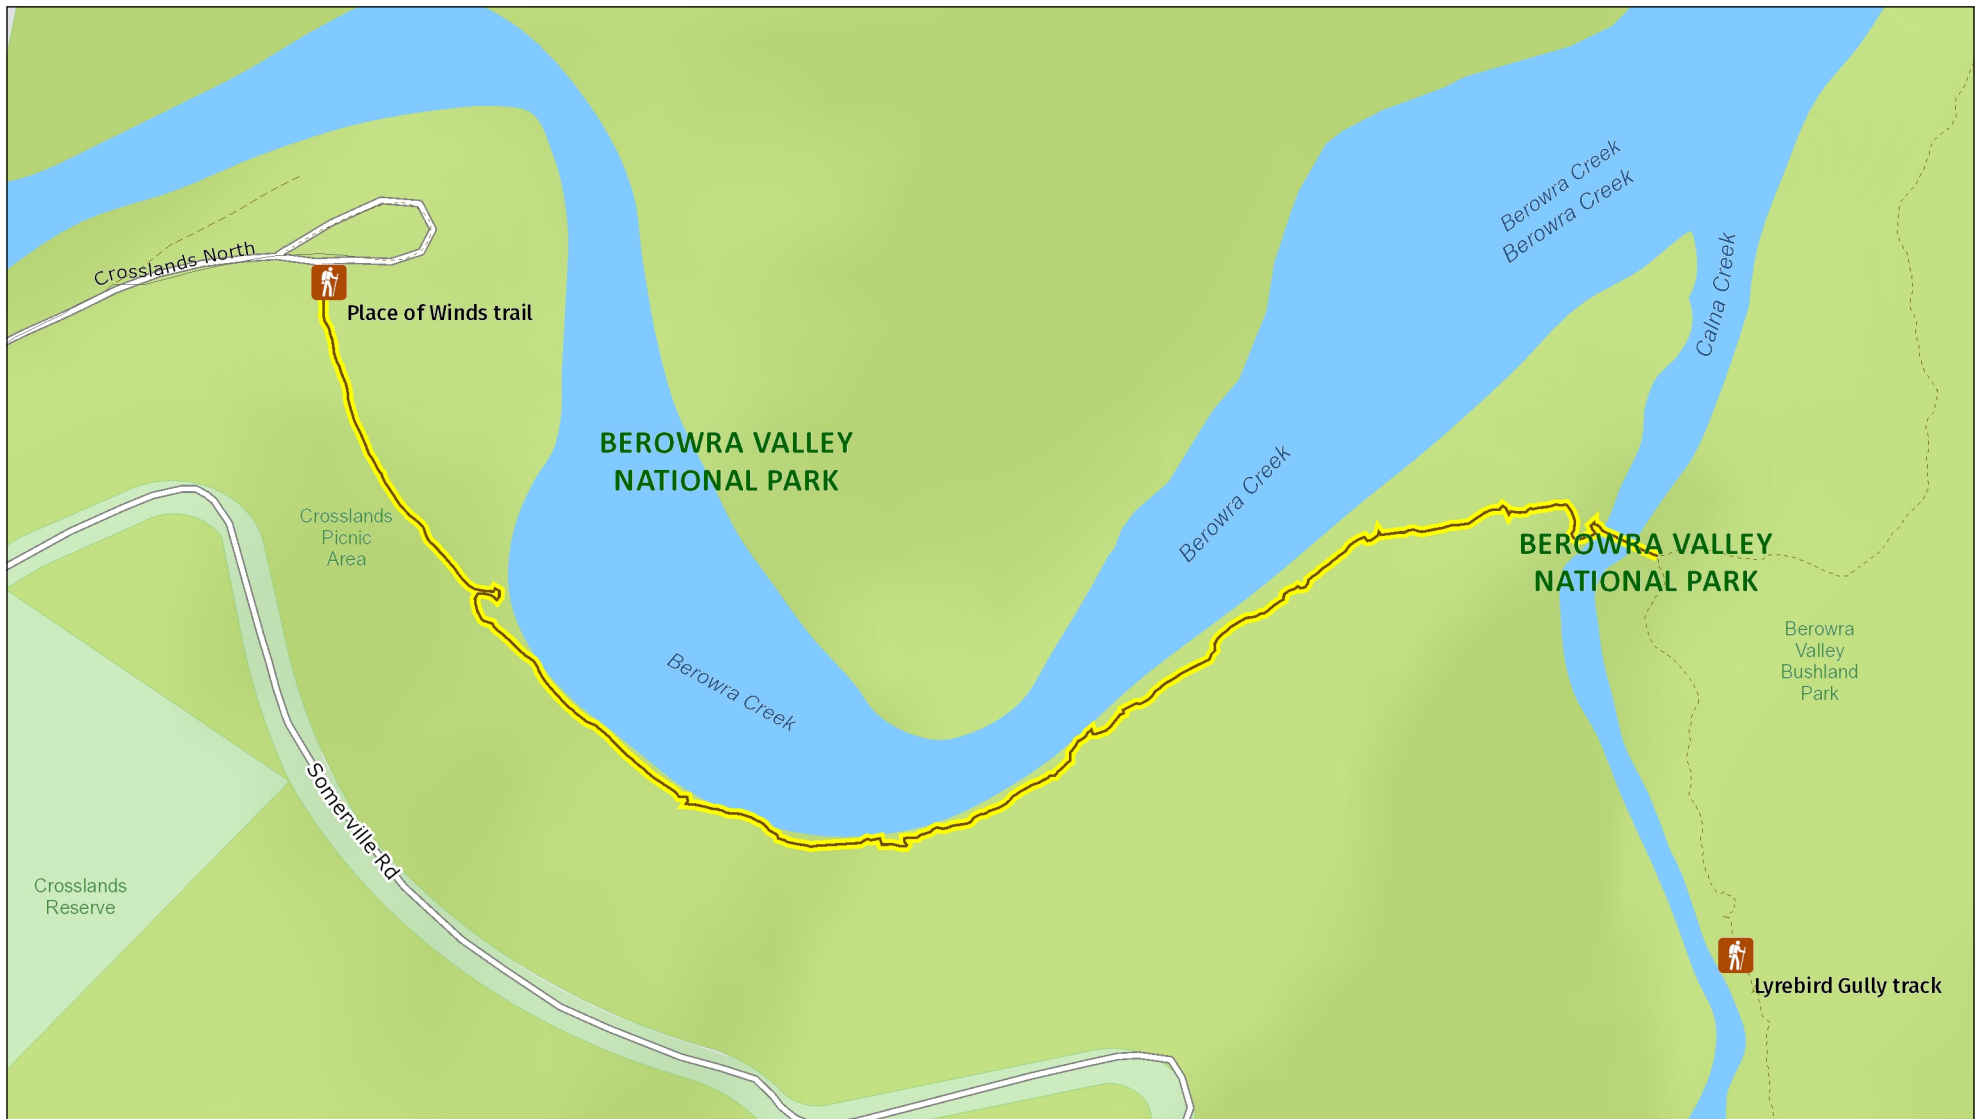 Berowra Creek
Berowra Creek
Crosslands North
Calna Creek
Place of Winds trail
BEROWRA VALLEY
NATIONAL PARK
Berowra Creek
Crosslands
Picnic
Area
BEROWRA VALLEY
NATIONAL PARK
Berowra
Valley
Bushland
Park
Berowra Creek
Somerville Rd
Crosslands
Reserve
Lyrebird Gully track